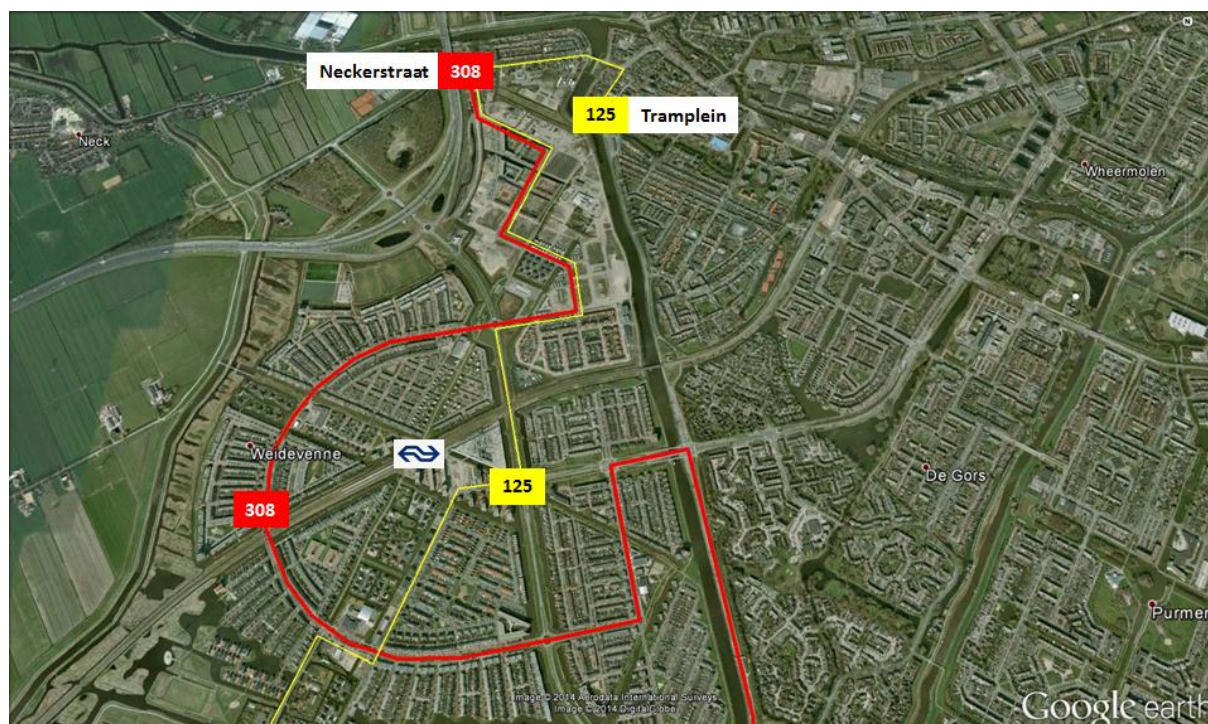 N
Neckerstraat 308
125 Tramplein
Neck
Wheermolen
Weidevenne
De Gors
125
308
Purmer
Image © 2014 Aerodata International Surveys
Image © 2014 DigitalGlobe
Google earth